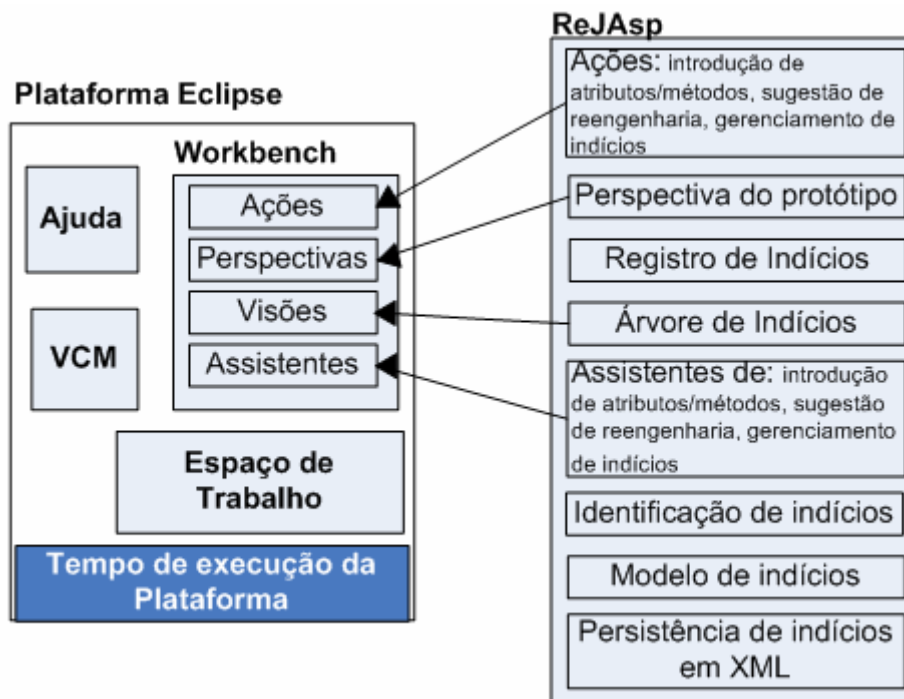 Plataforma Eclipse
Ajuda
VCM
Workbench
Ações
Perspectivas
Visões
Assistentes
Espaço de
Trabalho
Tempo de execução da
Plataforma
ReJAsp
Ações: introdução de
atributos/métodos, sugestão de
reengenharia, gerenciamento de
indícios
Perspectiva do protótipo
Registro de Indícios
Árvore de Indícios
Assistentes de: introdução
de atributos/métodos, sugestão
de reengenharia, gerenciamento
de indícios
Identificação de indícios
Modelo de indícios
Persistência de indícios
em XML